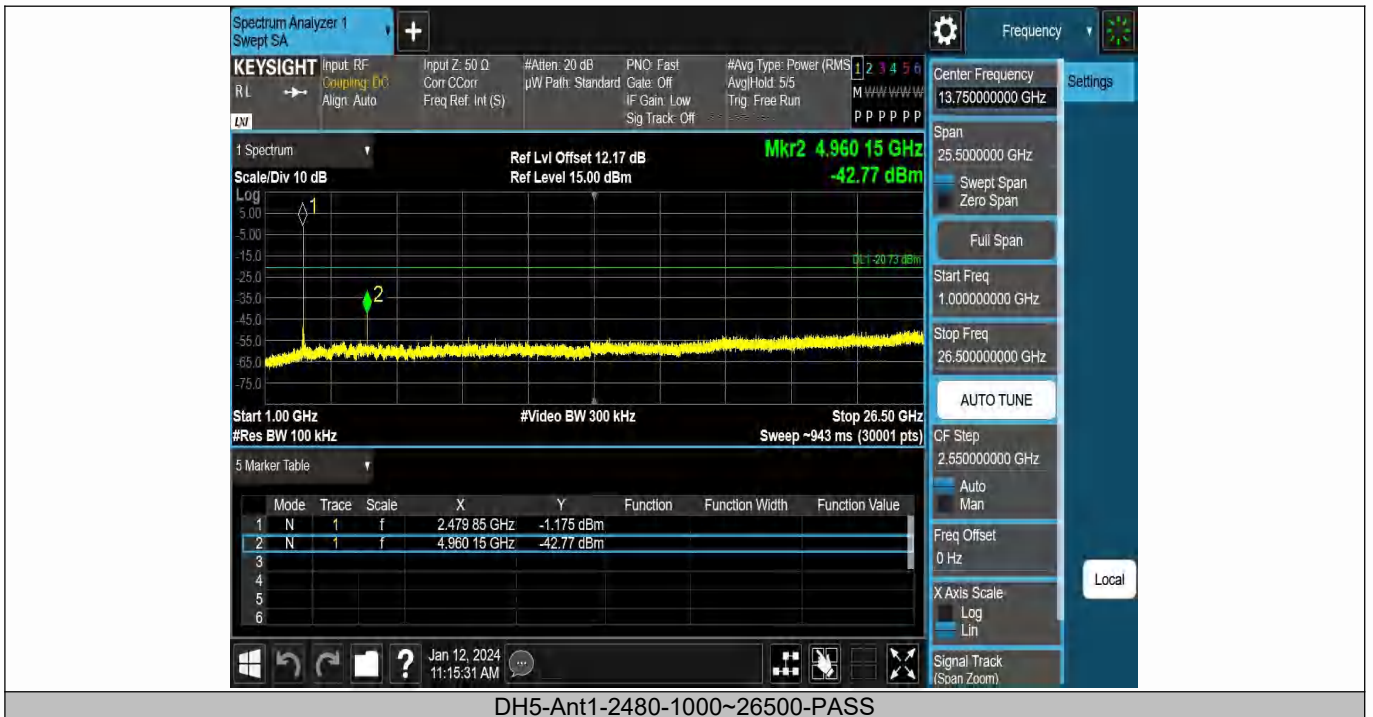 Spectrum Analyzer 1
Swept SA
Frequency
KEYSIGHT
RL
LXI
Input: RF
Coupling: DC
Align: Auto
Input Z: 50 Ω
Corr CCorr
Freq Ref: Int (S)
#Atten: 20 dB
µW Path: Standard
PNO: Fast
Gate: Off
IF Gain: Low
Sig Track: Off
#Avg Type: Power (RMS
Avg|Hold: 5/5
Trig: Free Run
1 2 3 4 5 6
M W W W W W
P P P P P P
1 Spectrum
Scale/Div 10 dB
Ref Lvl Offset 12.17 dB
Ref Level 15.00 dBm
Mkr2 4.960 15 GHz
-42.77 dBm
Log
5.00
-5.00
-15.0
-25.0
-35.0
-45.0
-55.0
-65.0
-75.0
1
2
DL1 -20.73 dBm
Start 1.00 GHz
#Video BW 300 kHz
Stop 26.50 GHz
#Res BW 100 kHz
Sweep ~943 ms (30001 pts)
5 Marker Table
Mode Trace Scale X Y Function Function Width Function Value
1 N 1 f 2.479 85 GHz -1.175 dBm
2 N 1 f 4.960 15 GHz -42.77 dBm
3
4
5
6
Jan 12, 2024
11:15:31 AM
Center Frequency
13.750000000 GHz
Settings
Span
25.5000000 GHz
Swept Span
Zero Span
Full Span
Start Freq
1.000000000 GHz
Stop Freq
26.500000000 GHz
AUTO TUNE
CF Step
2.550000000 GHz
Auto
Man
Freq Offset
0 Hz
X Axis Scale
Log
Lin
Signal Track
(Span Zoom)
Local
DH5-Ant1-2480-1000~26500-PASS